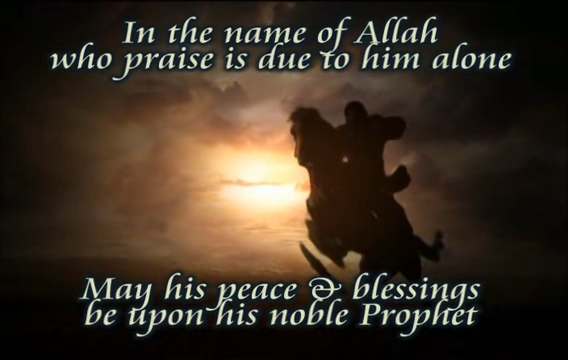 In the name of Allah
who praise is due to him alone
May his peace & blessings
be upon his noble Prophet